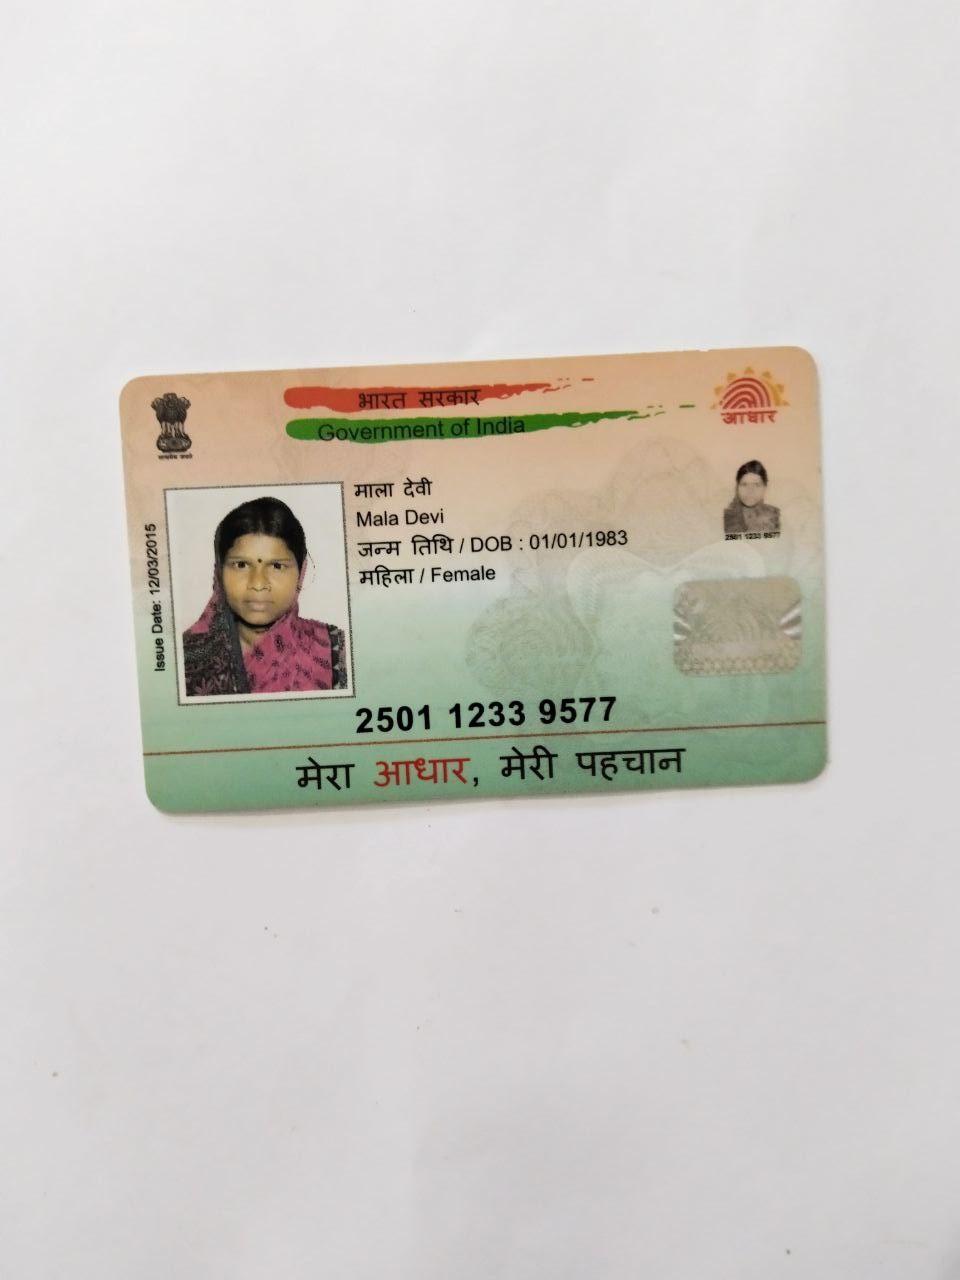 भारत सरकार
Government of India
आधार
सत्यमेव जयते
माला देवी
Mala Devi
जन्म तिथि / DOB : 01/01/1983
महिला / Female
Issue Date: 12/03/2015
2501 1233 9577
2501 1233 9577
मेरा आधार, मेरी पहचान